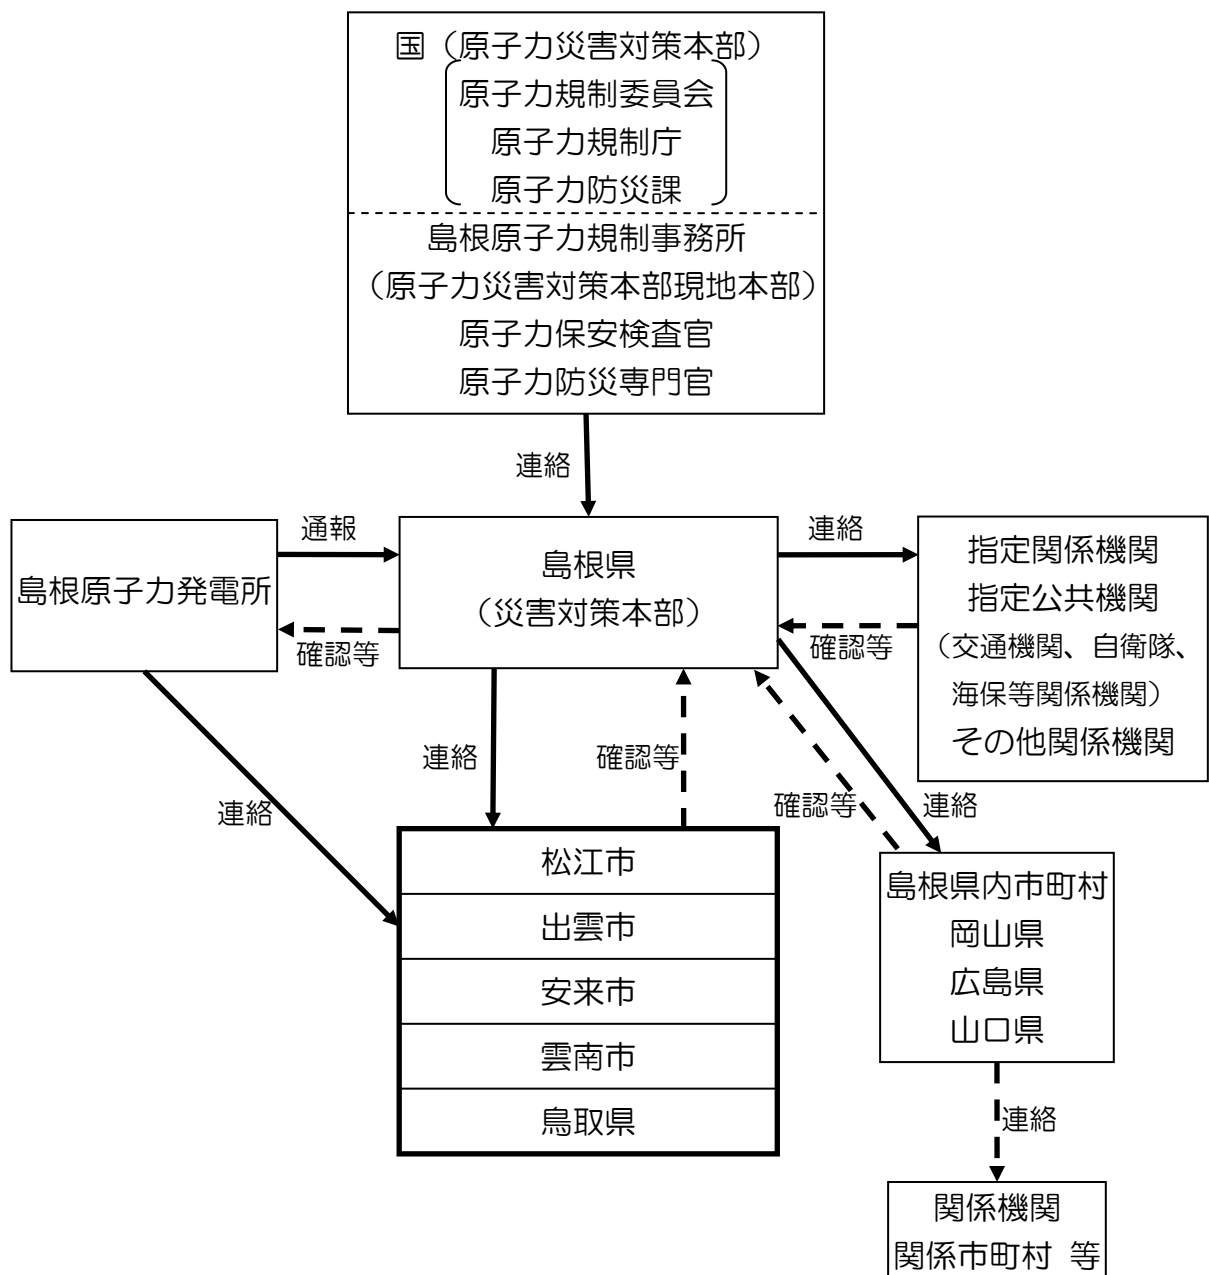 国（原子力災害対策本部）
原子力規制委員会
原子力規制庁
原子力防災課
島根原子力規制事務所
（原子力災害対策本部現地本部）
原子力保安検査官
原子力防災専門官
連絡
島根原子力発電所
通報
確認等
島根県
（災害対策本部）
連絡
確認等
指定関係機関
指定公共機関
（交通機関、自衛隊、
海保等関係機関）
その他関係機関
連絡
連絡
確認等
確認等
連絡
松江市
出雲市
安来市
雲南市
鳥取県
島根県内市町村
岡山県
広島県
山口県
連絡
関係機関
関係市町村 等